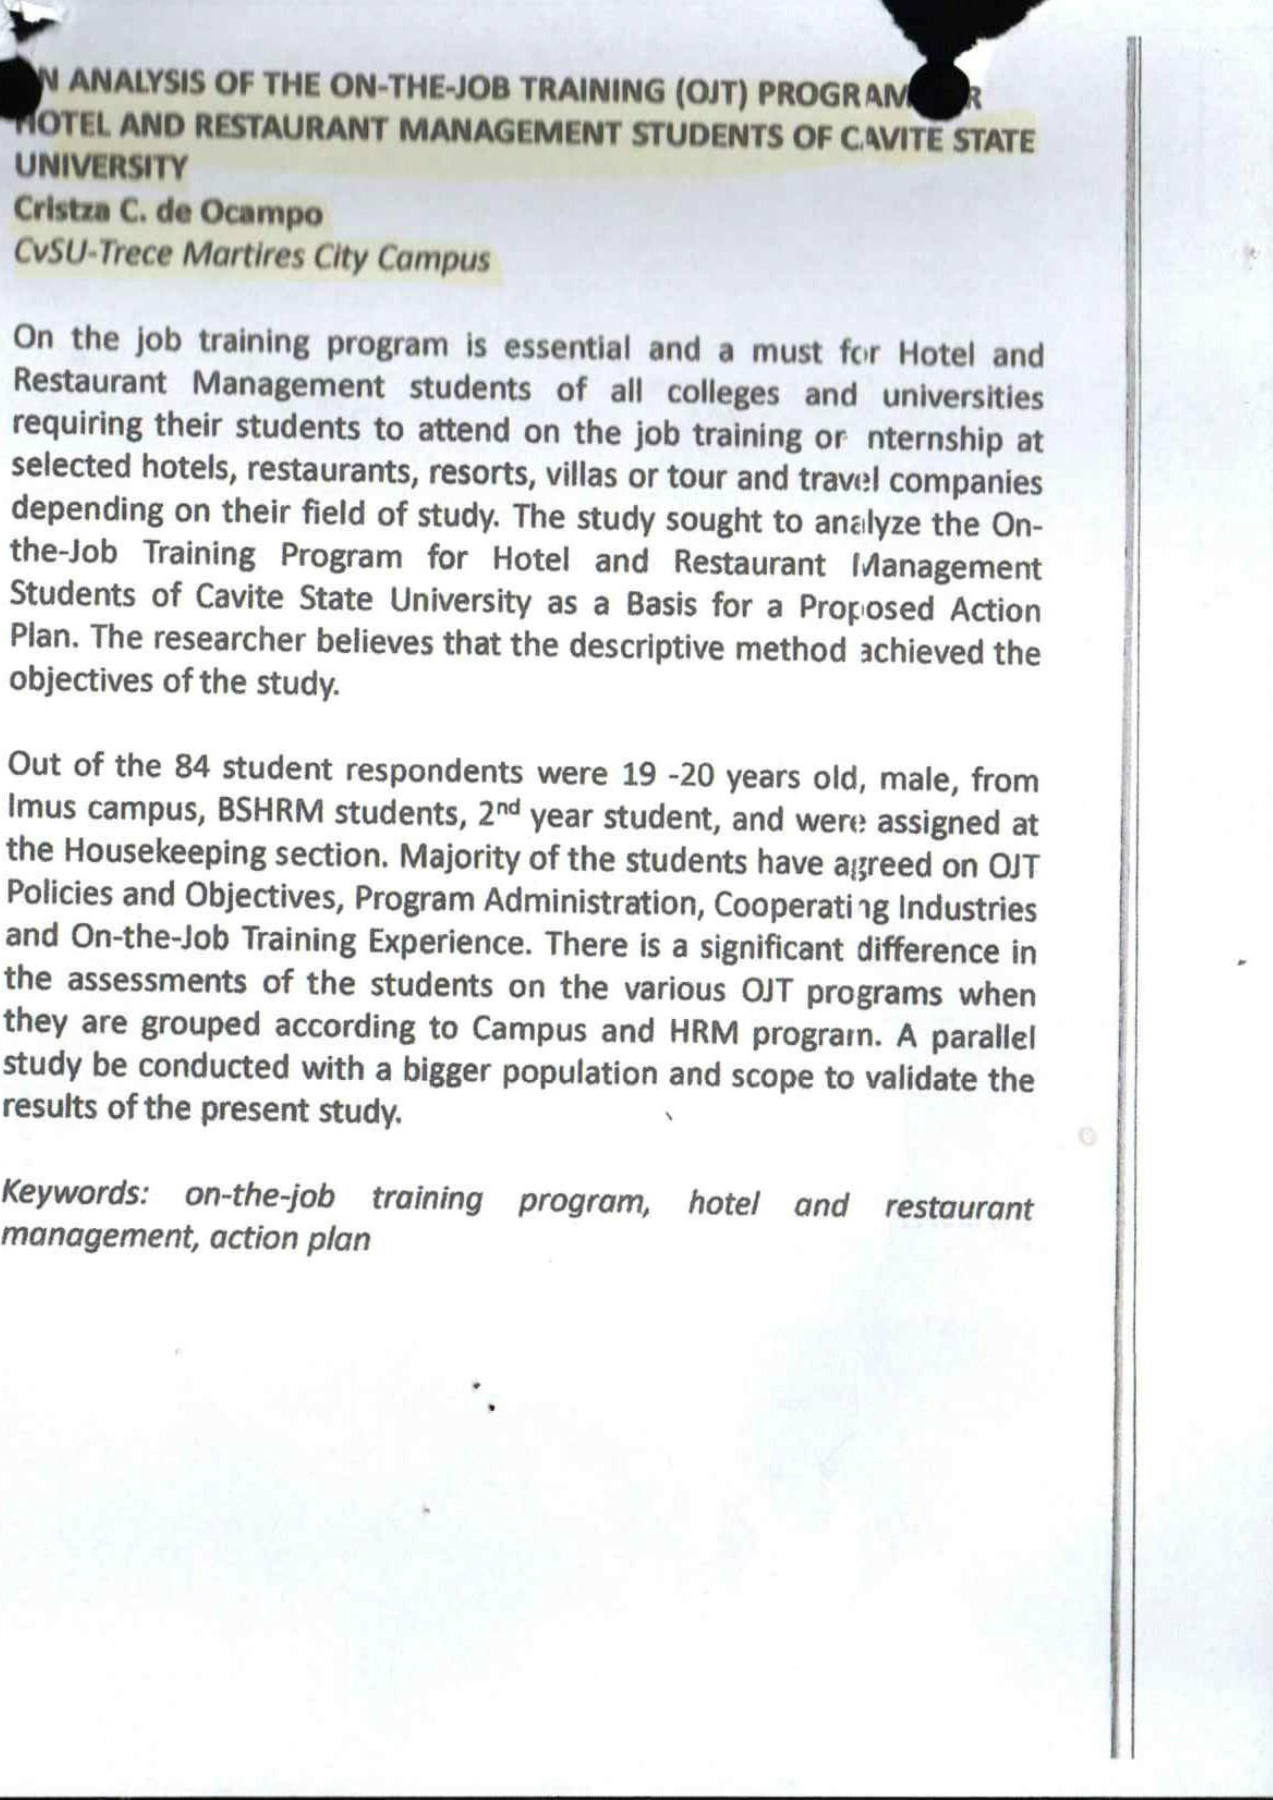 N ANALYSIS OF THE ON-THE-JOB TRAINING (OJT) PROGRAM
HOTEL AND RESTAURANT MANAGEMENT STUDENTS OF CAVITE STATE
UNIVERSITY
Cristza C. de Ocampo
CvSU-Trece Martires City Campus
On the job training program is essential and a must for Hotel and
Restaurant Management students of all colleges and universities
requiring their students to attend on the job training or nternship at
selected hotels, restaurants, resorts, villas or tour and travel companies
depending on their field of study. The study sought to analyze the On-
the-Job Training Program for Hotel and Restaurant Management
Students of Cavite State University as a Basis for a Proposed Action
Plan. The researcher believes that the descriptive method achieved the
objectives of the study.
Out of the 84 student respondents were 19 -20 years old, male, from
Imus campus, BSHRM students, 2nd year student, and were assigned at
the Housekeeping section. Majority of the students have agreed on OJT
Policies and Objectives, Program Administration, Cooperating Industries
and On-the-Job Training Experience. There is a significant difference in
the assessments of the students on the various OJT programs when
they are grouped according to Campus and HRM program. A parallel
study be conducted with a bigger population and scope to validate the
results of the present study.
Keywords: on-the-job training program, hotel and restaurant
management, action plan